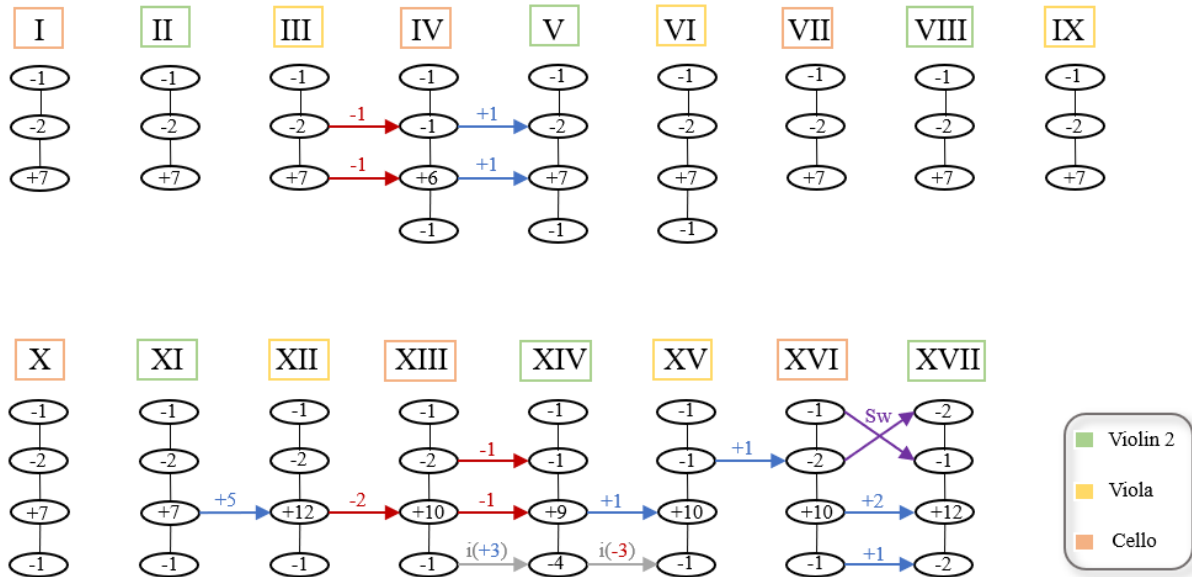 I II III IV V VI VII VIII IX
-1 -1 -1 -1 -1 -1 -1 -1 -1
-1 +1
-2 -2 -2 -1 -2 -2 -2 -2 -2
-1 +1
+7 +7 +7 +6 +7 +7 +7 +7 +7
-1 -1 -1
X XI XII XIII XIV XV XVI XVII
-1 -1 -1 -1 -1 -1 -1 Sw -2
-1 +1
-2 -2 -2 -2 -1 -1 -2 -1
+5 -2 -1 +1 +2
+7 +7 +12 +10 +9 +10 +10 +12
i(+3) i(-3) +1
-1 -1 -1 -1 -4 -1 -1 -2
Violin 2
Viola
Cello